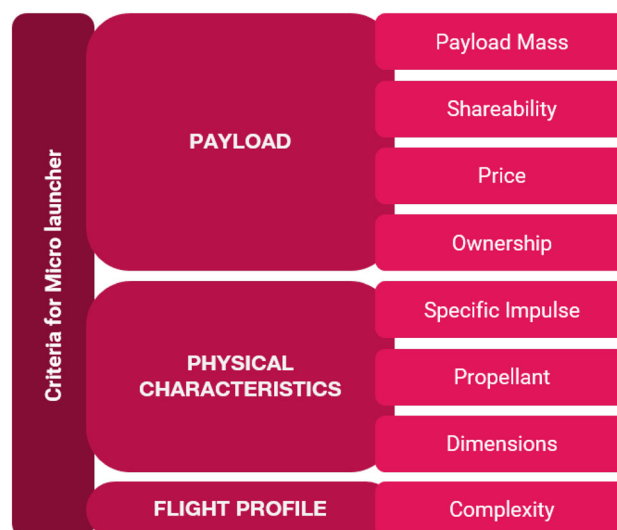 Criteria for Micro launcher
PAYLOAD
Payload Mass
Shareability
Price
Ownership
PHYSICAL
CHARACTERISTICS
Specific Impulse
Propellant
Dimensions
FLIGHT PROFILE
Complexity